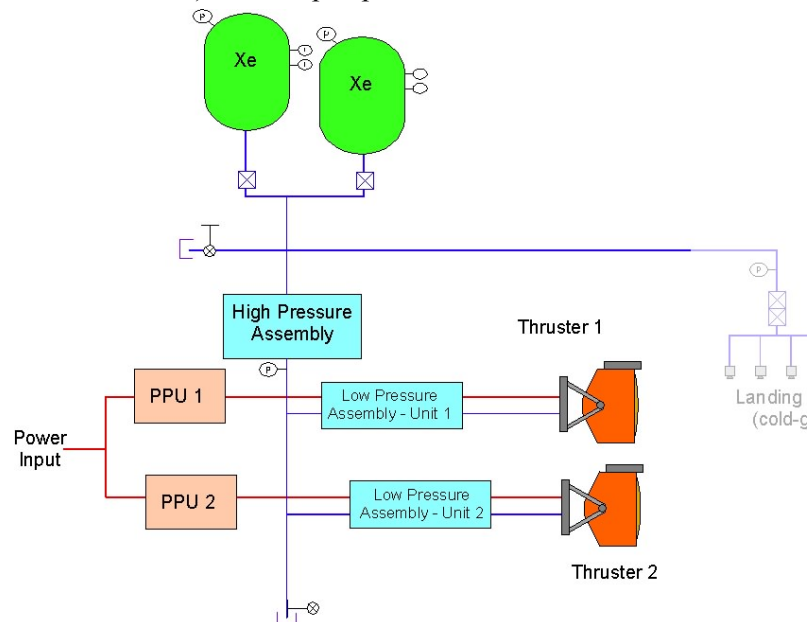 P
P
Xe
Xe
P
High Pressure
Assembly
Thruster 1
P
PPU 1
Low Pressure
Assembly - Unit 1
Landing
(cold-g
Power
Input
PPU 2
Low Pressure
Assembly - Unit 2
Thruster 2